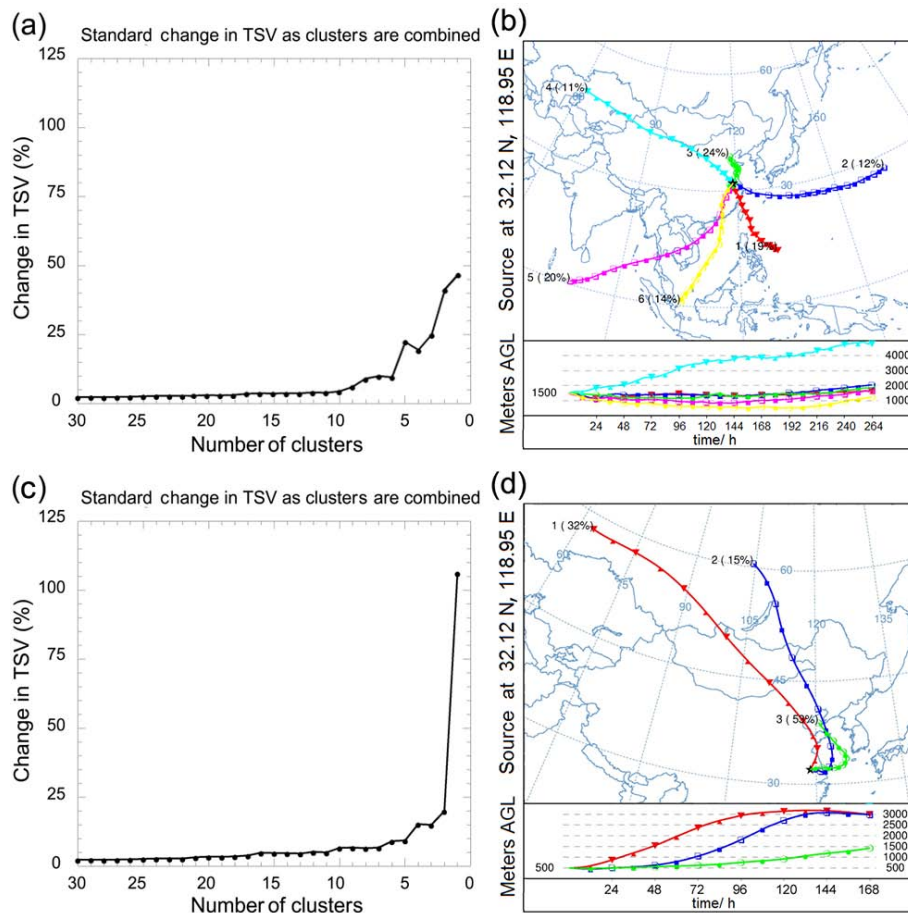 (a)
Standard change in TSV as clusters are combined
Change in TSV (%)
125
100
75
50
25
0
30 25 20 15 10 5 0
Number of clusters
(b)
Source at 32.12 N, 118.95 E
4 (11%)
60
60
90
120
150
3 (24%)
2 (12%)
30
1 (19%)
5 (20%)
6 (14%)
Meters AGL
1500
4000
3000
2000
1000
24 48 72 96 120 144 168 192 216 240 264
time/ h
(c)
Standard change in TSV as clusters are combined
Change in TSV (%)
125
100
75
50
25
0
30 25 20 15 10 5 0
Number of clusters
(d)
Source at 32.12 N, 118.95 E
1 (32%)
2 (15%)
60
60
75
90
105
120
135
45
3 (53%)
30
Meters AGL
500
3000
2500
2000
1500
1000
500
24 48 72 96 120 144 168
time/ h